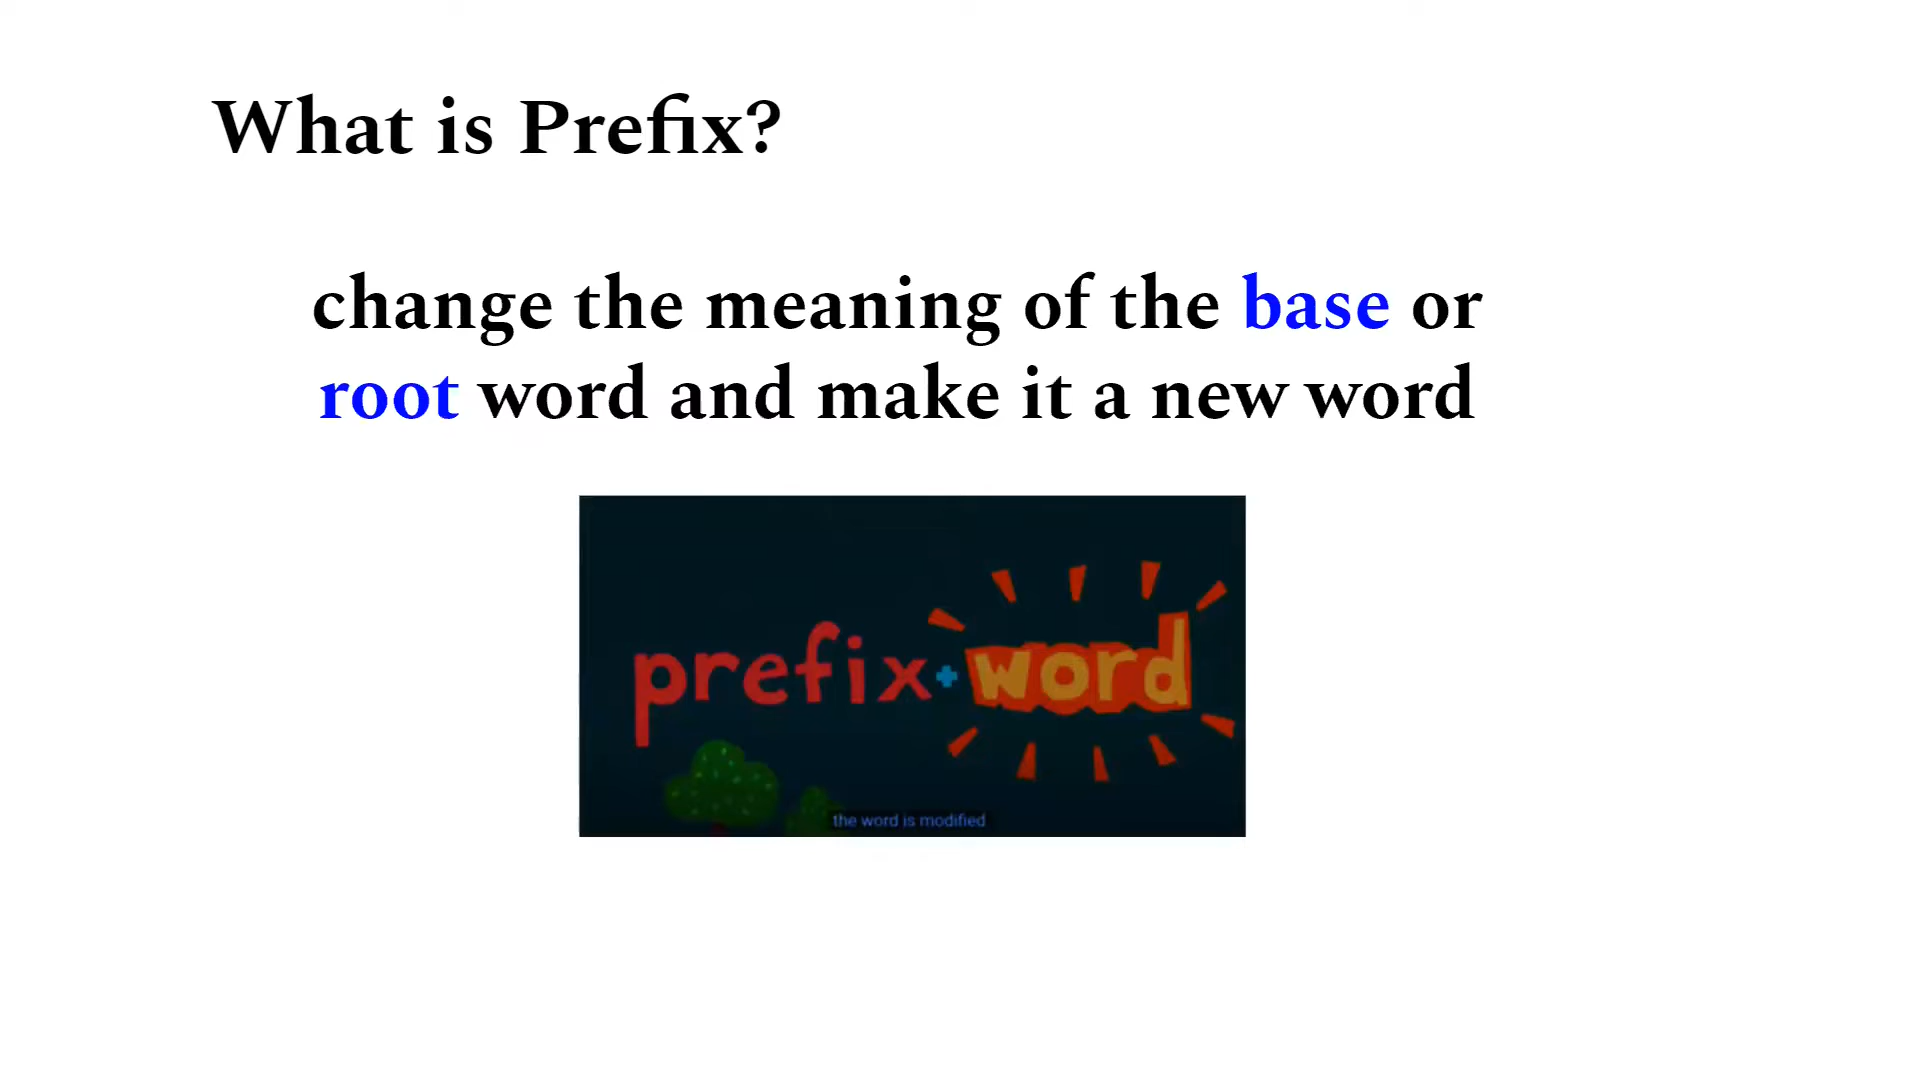 What is Prefix?
change the meaning of the base or
root word and make it a new word
prefix+word
the word is modified